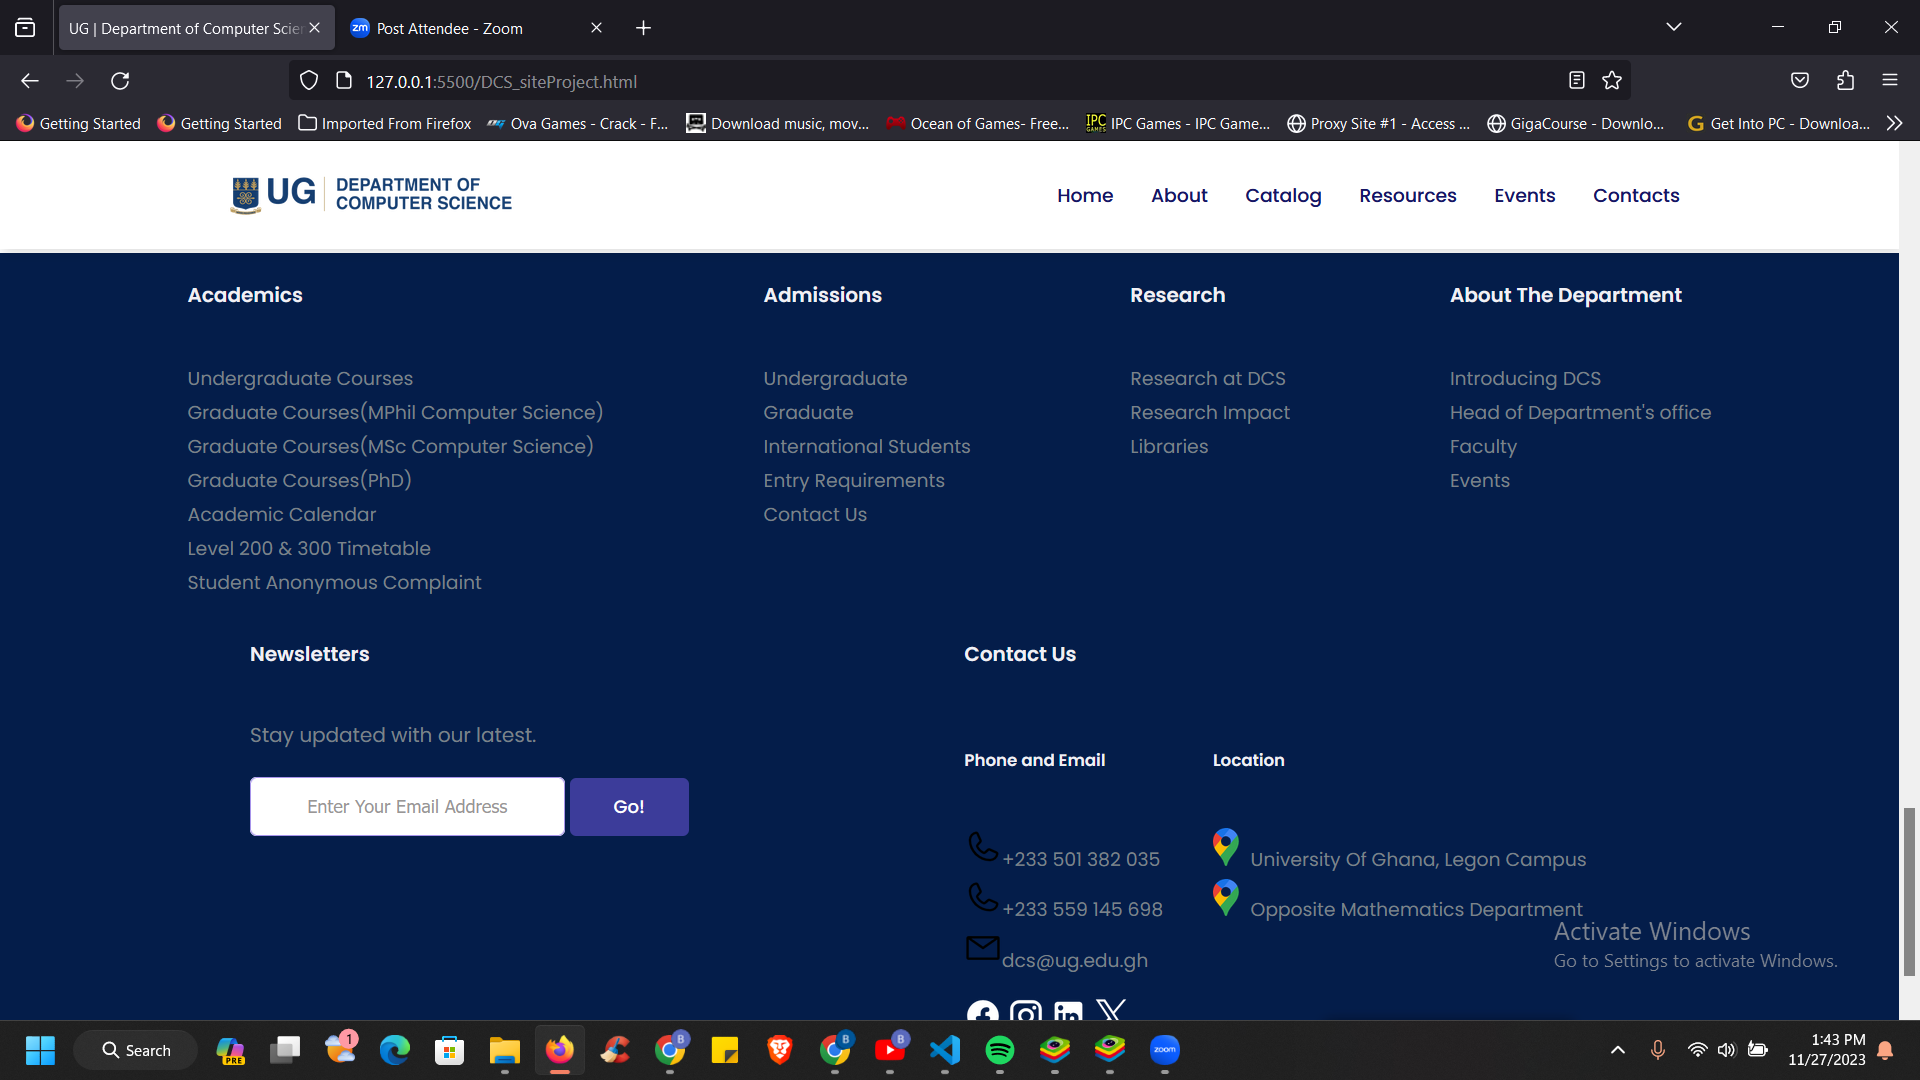 UG | Department of Computer Scien
zm Post Attendee - Zoom
127.0.0.1:5500/DCS_siteProject.html
Getting Started
Getting Started
Imported From Firefox
Ova Games - Crack - F...
Download music, mov...
Ocean of Games- Free...
IPC GAMES IPC Games - IPC Game...
Proxy Site #1 - Access ...
GigaCourse - Downlo...
G Get Into PC - Downloa...
UG
DEPARTMENT OF
COMPUTER SCIENCE
Home
About
Catalog
Resources
Events
Contacts
Academics
Undergraduate Courses
Graduate Courses(MPhil Computer Science)
Graduate Courses(MSc Computer Science)
Graduate Courses(PhD)
Academic Calendar
Level 200 & 300 Timetable
Student Anonymous Complaint
Admissions
Undergraduate
Graduate
International Students
Entry Requirements
Contact Us
Research
Research at DCS
Research Impact
Libraries
About The Department
Introducing DCS
Head of Department's office
Faculty
Events
Newsletters
Stay updated with our latest.
Enter Your Email Address
Go!
Contact Us
Phone and Email
+233 501 382 035
+233 559 145 698
dcs@ug.edu.gh
Location
University Of Ghana, Legon Campus
Opposite Mathematics Department
Activate Windows
Go to Settings to activate Windows.
Search
PRE
1
B
B
B
zoom
1:43 PM
11/27/2023